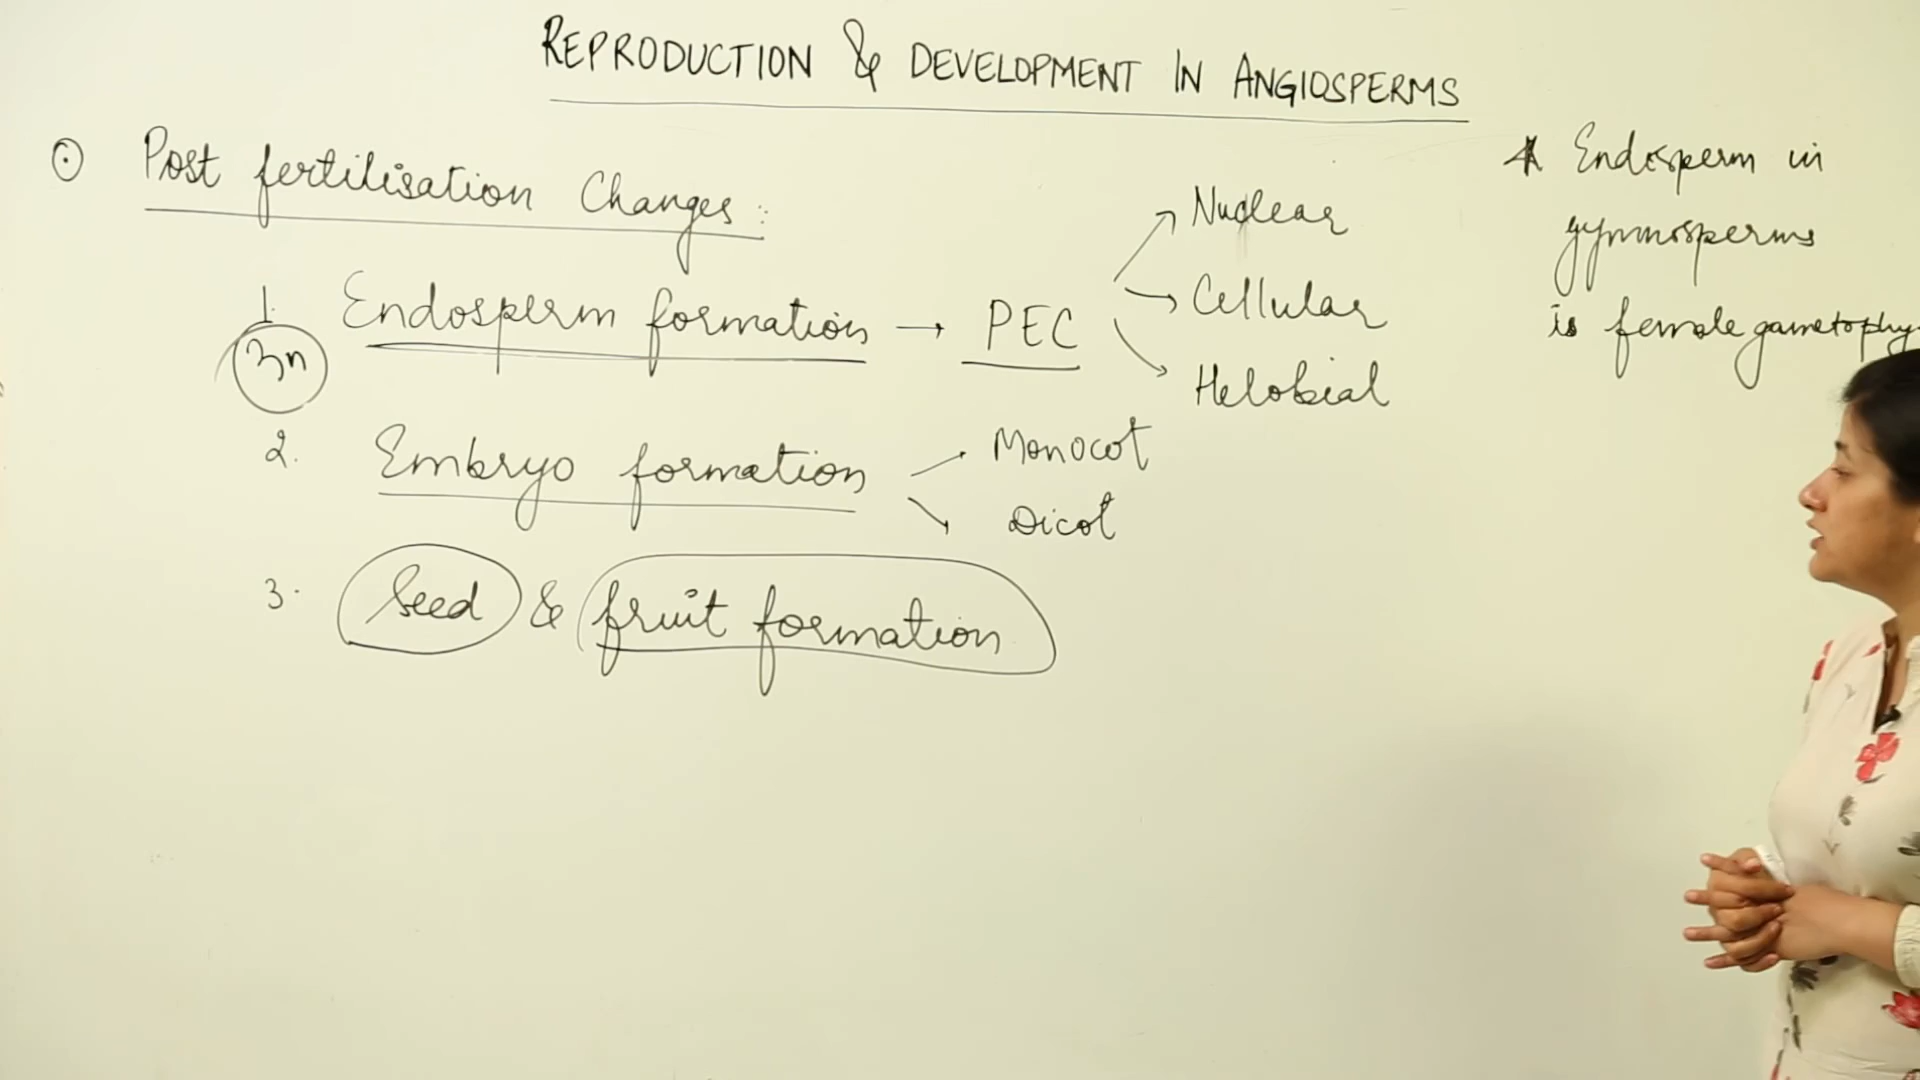 REPRODUCTION & DEVELOPMENT IN ANGIOSPERMS
Post fertilisation Changes:
1. Endosperm formation → PEC
3n
Nuclear
Cellular
Helobial
2. Embryo formation
Monocot
Dicot
3. Seed & fruit formation
* Endosperm in
gymnosperms
is female gametophy